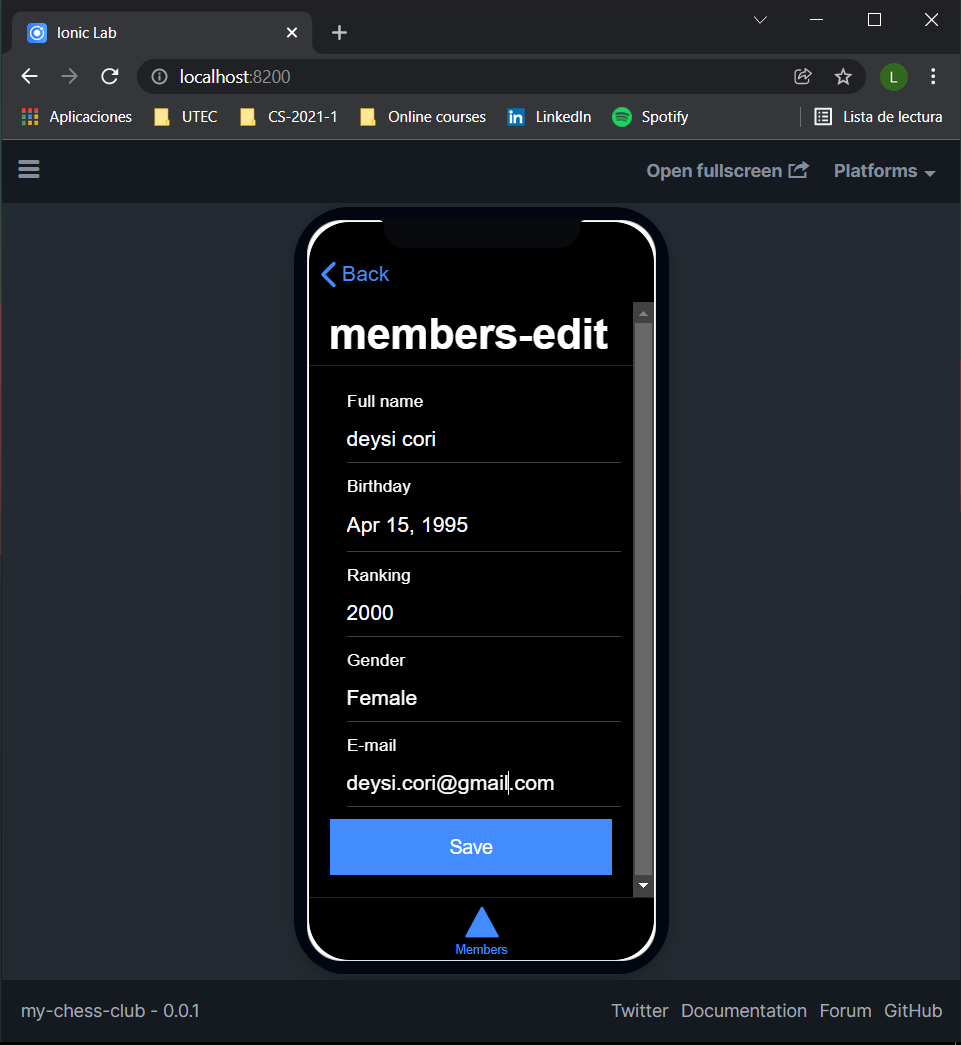 Ionic Lab
localhost:8200
L
Aplicaciones UTEC CS-2021-1 Online courses LinkedIn Spotify Lista de lectura
Open fullscreen Platforms
Back
members-edit
Full name
deysi cori
Birthday
Apr 15, 1995
Ranking
2000
Gender
Female
E-mail
deysi.cori@gmail.com
Save
Members
my-chess-club - 0.0.1 Twitter Documentation Forum GitHub